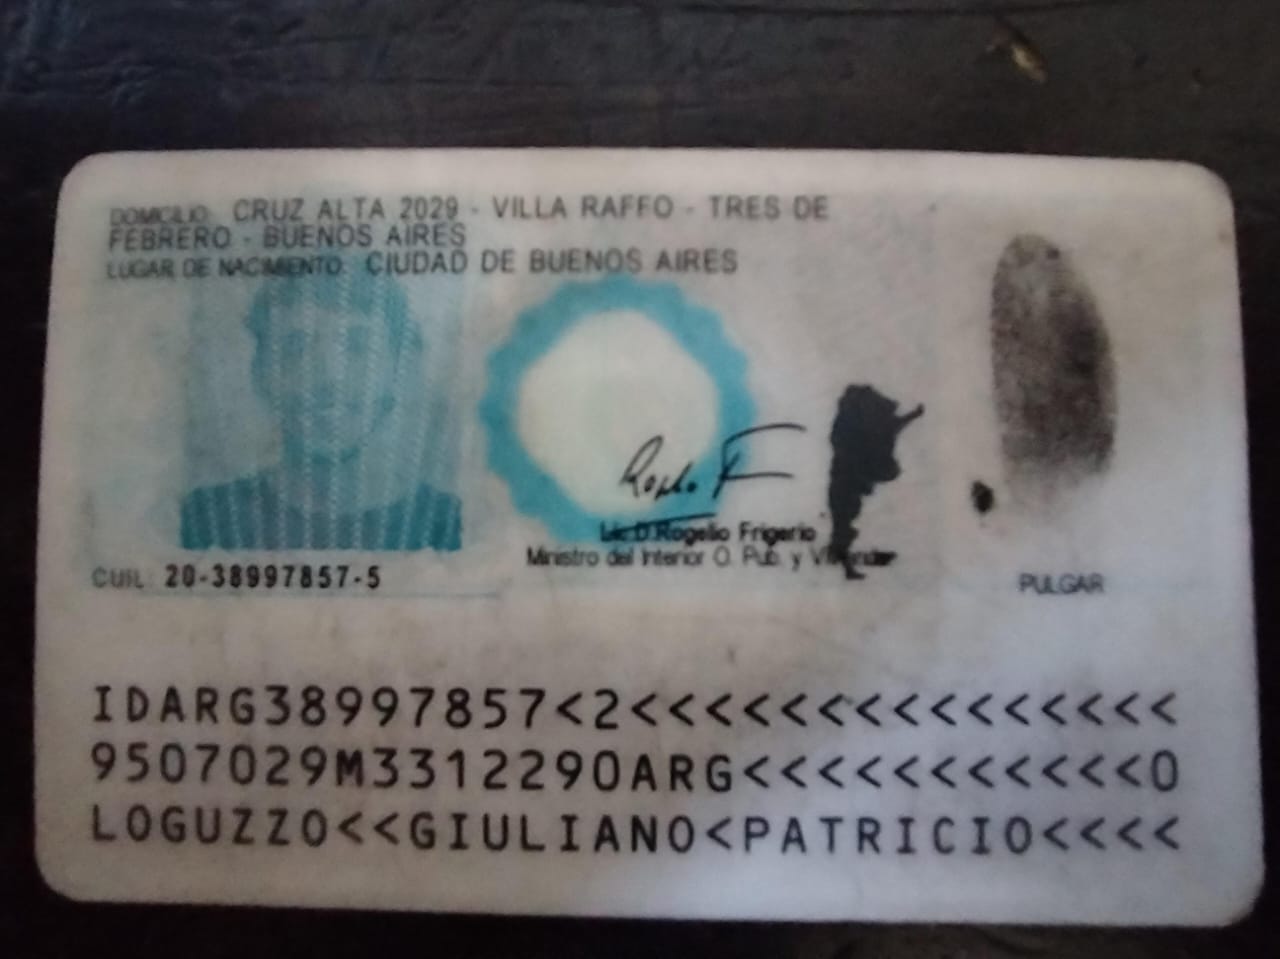 DOMICILIO: CRUZ ALTA 2029 - VILLA RAFFO - TRES DE
FEBRERO - BUENOS AIRES
LUGAR DE NACIMIENTO: CIUDAD DE BUENOS AIRES
Lic.D.Rogelio Frigerio
Ministro del Interior O. Pub. y Vivienda
CUIL: 20-38997857-5
PULGAR
IDARG38997857<2<<<<<<<<<<<<<<<
9507029M3312290ARG<<<<<<<<<<<0
LOGUZZO<<GIULIANO<PATRICIO<<<<